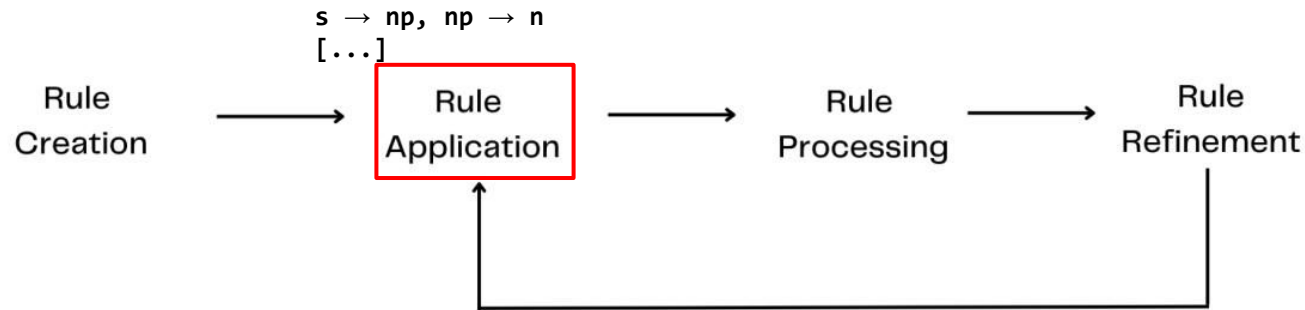 s → np, np → n
[...]
Rule
Creation
Rule
Application
Rule
Processing
Rule
Refinement